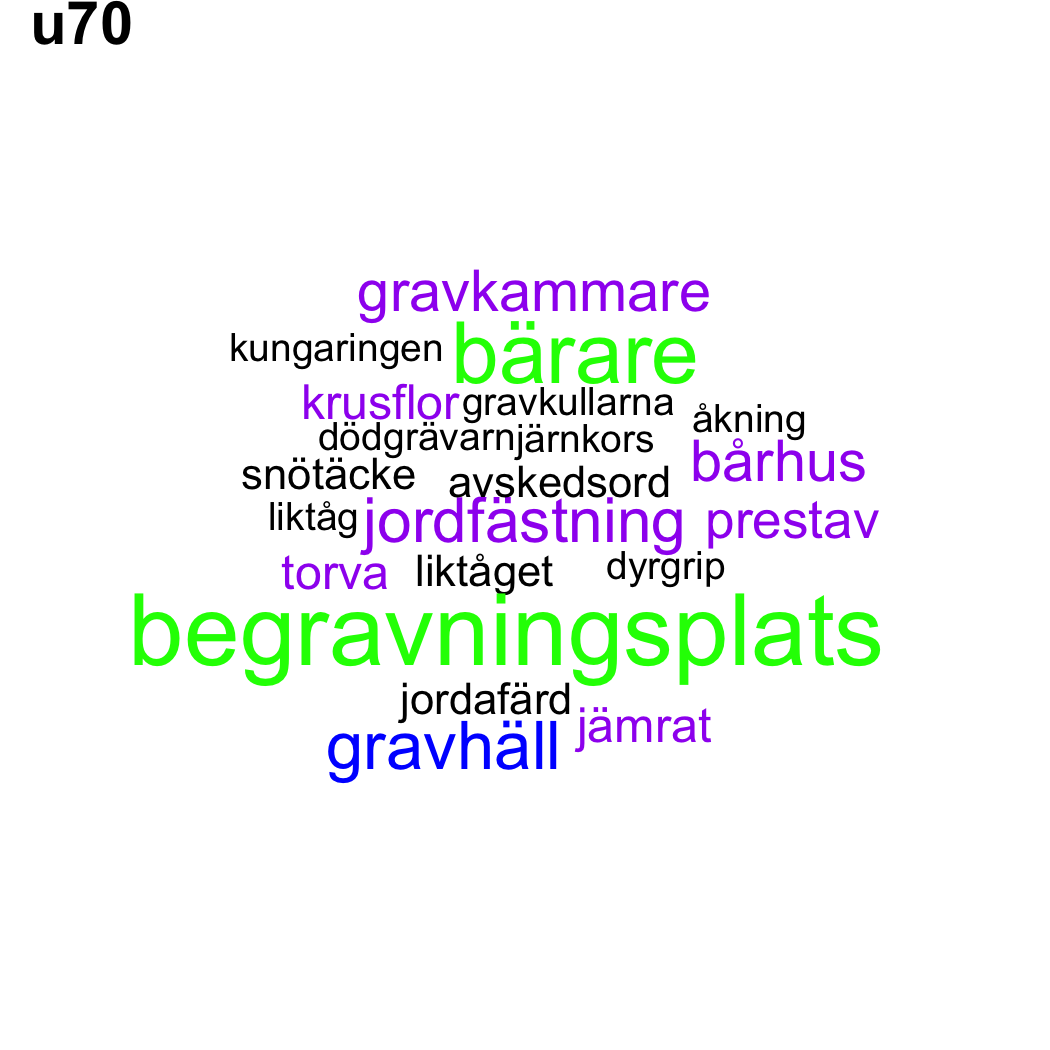 u70
gravkammare
kungaringen bärare
krusflor gravkullarna åkning
dödgrävarn järnkors bårhus
snötäcke avskedsord
liktåg jordfästning prestav
torva liktåget dyrgrip
begravningsplats
jordafärd jämrat
gravhäll